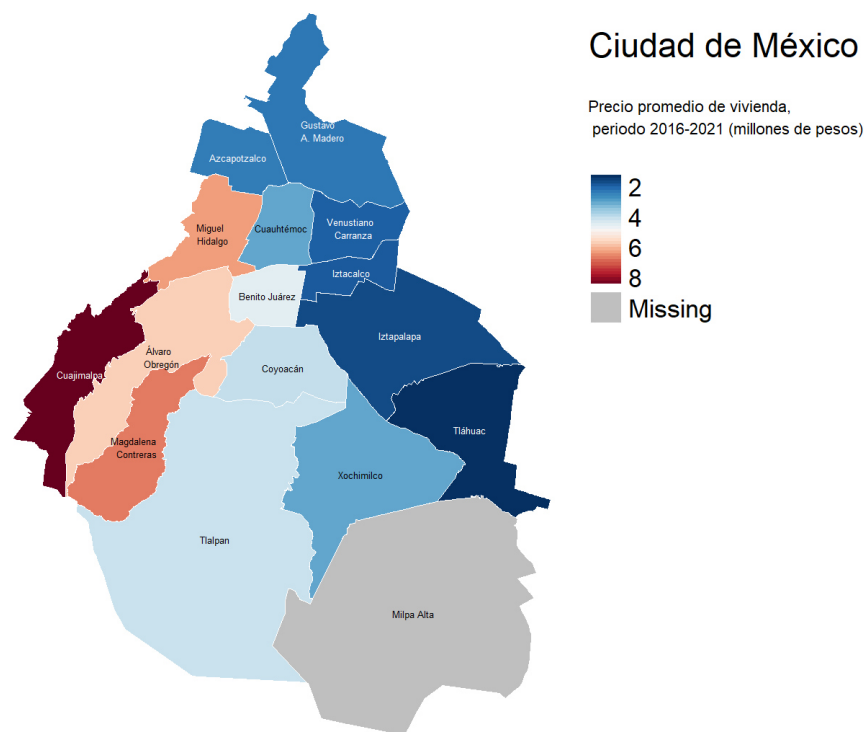 Ciudad de México
Precio promedio de vivienda,
periodo 2016-2021 (millones de pesos)
2
4
6
8
Missing
Gustavo
A. Madero
Azcapotzalco
Miguel
Hidalgo
Cuauhtémoc
Venustiano
Carranza
Iztacalco
Benito Juárez
Iztapalapa
Álvaro
Obregón
Coyoacán
Cuajimalpa
Tláhuac
Magdalena
Contreras
Xochimilco
Tlalpan
Milpa Alta